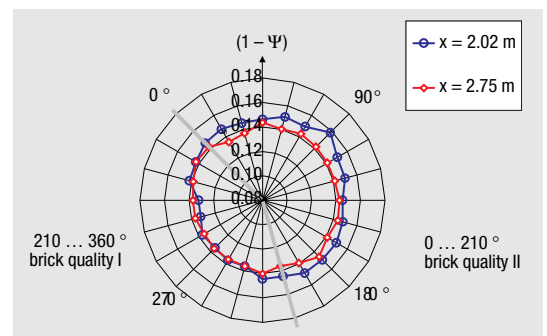 (1 – Ψ)
x = 2.02 m
x = 2.75 m
0.18
0.16
0.14
0.12
0.10
0.08
0 °
90°
180 °
270 °
210 … 360 °
brick quality I
0 … 210 °
brick quality II